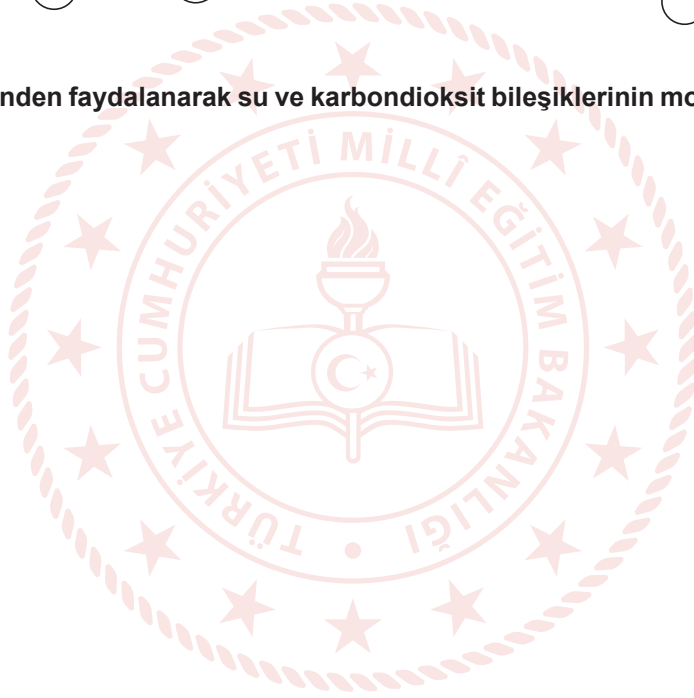 nden faydalanarak su ve karbondioksit bileşiklerinin mo
TÜRKİYE CUMHURİYETİ MİLLÎ EĞİTİM BAKANLIĞI